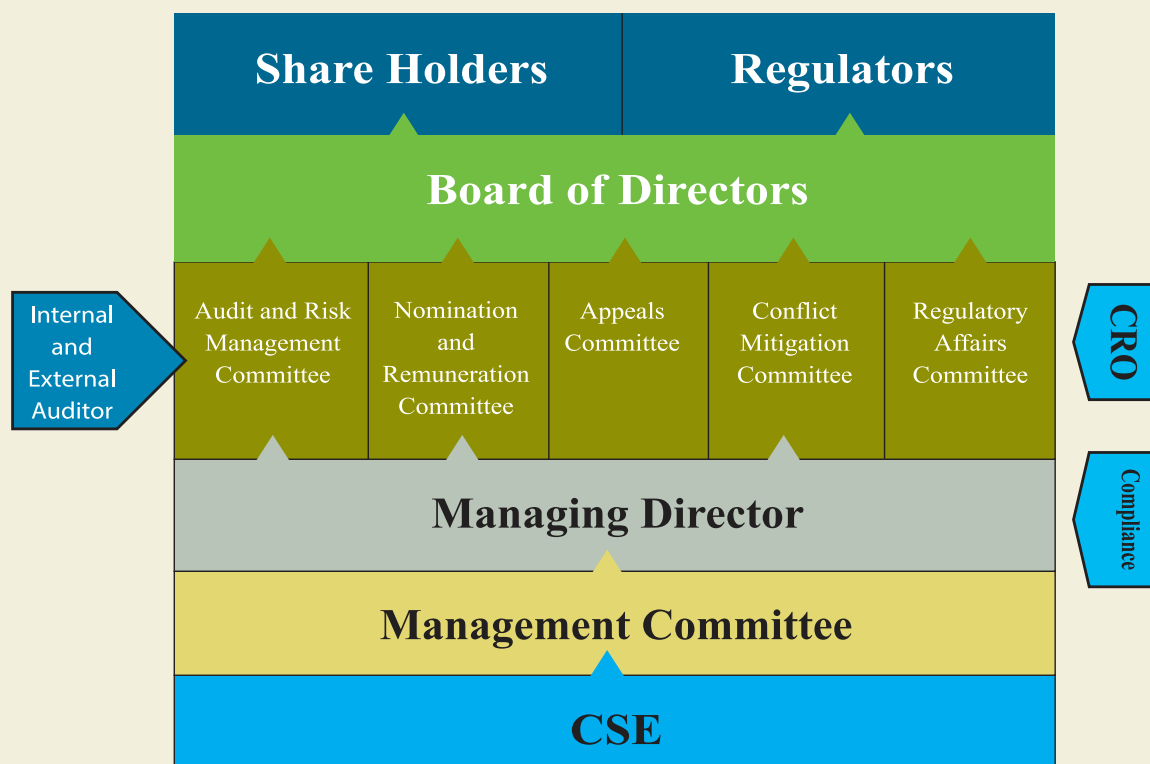 Share Holders
Regulators
Board of Directors
Internal
and
External
Auditor
Audit and Risk
Management
Committee
Nomination
and
Remuneration
Committee
Appeals
Committee
Conflict
Mitigation
Committee
Regulatory
Affairs
Committee
CRO
Managing Director
Compliance
Management Committee
CSE